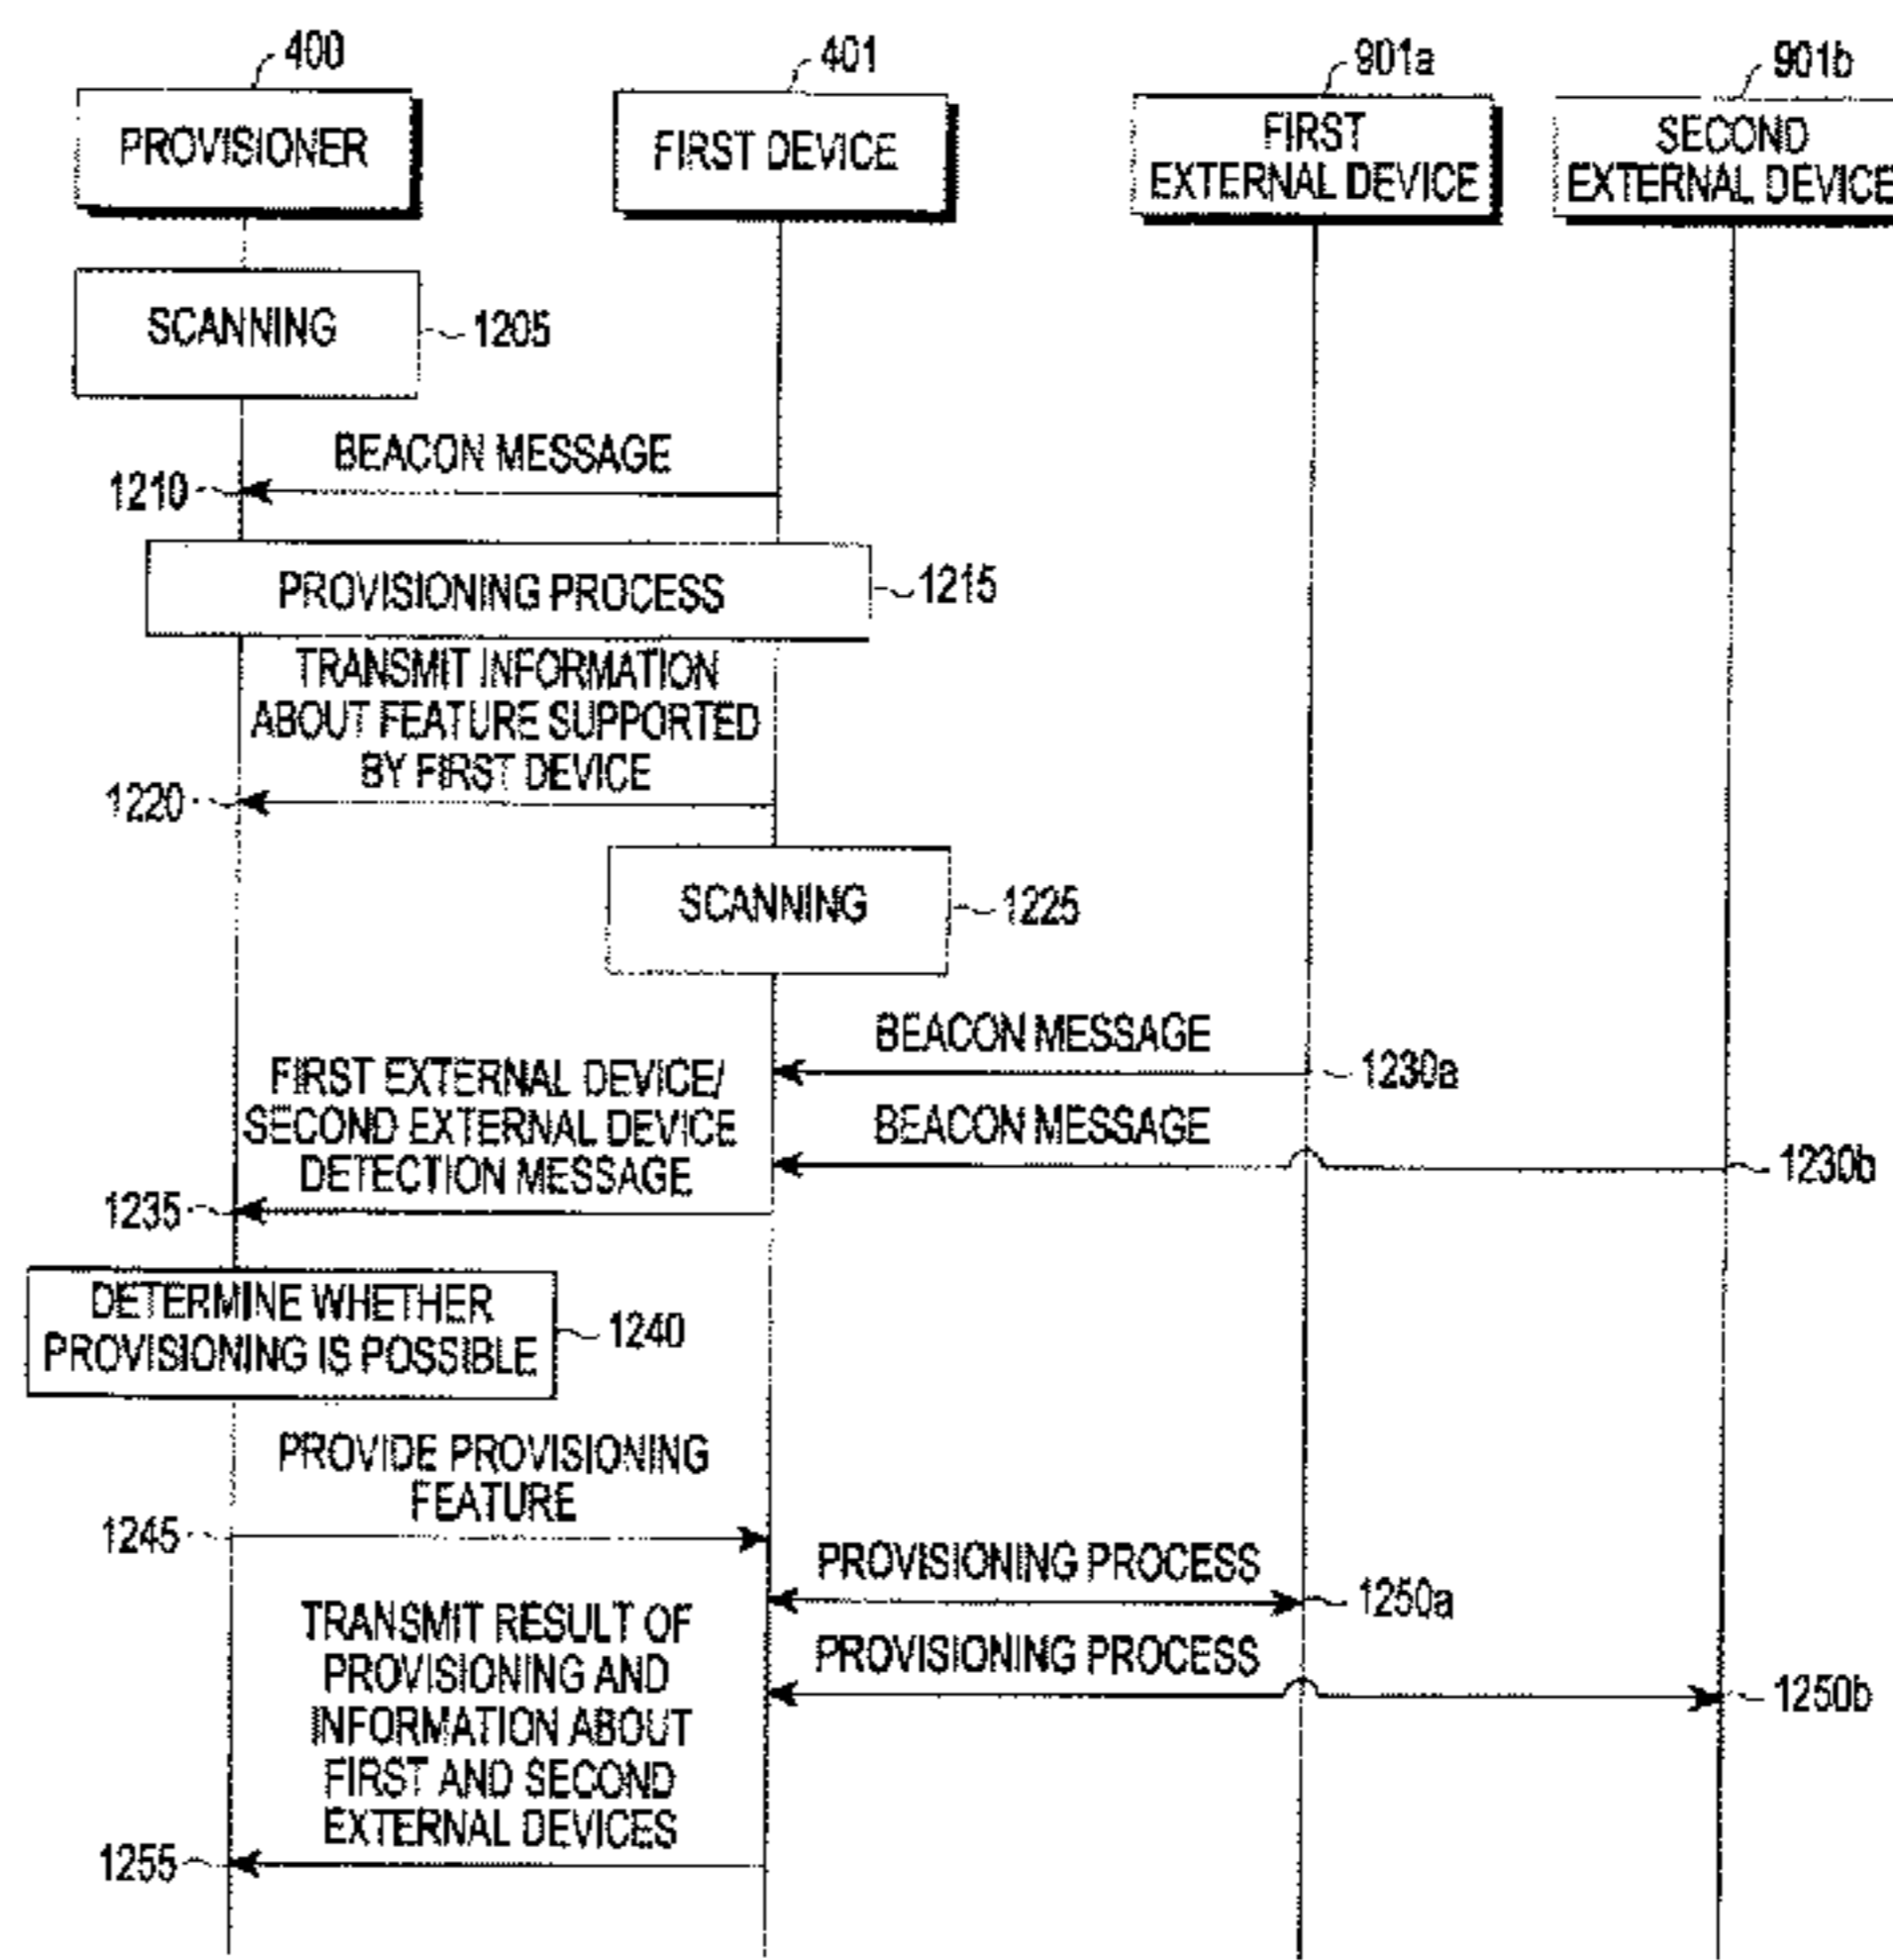 400
401
901a
901b
PROVISIONER
FIRST DEVICE
FIRST
EXTERNAL DEVICE
SECOND
EXTERNAL DEVICE
SCANNING
1205
BEACON MESSAGE
1210
PROVISIONING PROCESS
1215
TRANSMIT INFORMATION
ABOUT FEATURE SUPPORTED
BY FIRST DEVICE
1220
SCANNING
1225
BEACON MESSAGE
1230a
FIRST EXTERNAL DEVICE/
SECOND EXTERNAL DEVICE
DETECTION MESSAGE
BEACON MESSAGE
1230b
1235
DETERMINE WHETHER
PROVISIONING IS POSSIBLE
1240
PROVIDE PROVISIONING
FEATURE
1245
PROVISIONING PROCESS
1250a
PROVISIONING PROCESS
1250b
TRANSMIT RESULT OF
PROVISIONING AND
INFORMATION ABOUT
FIRST AND SECOND
EXTERNAL DEVICES
1255